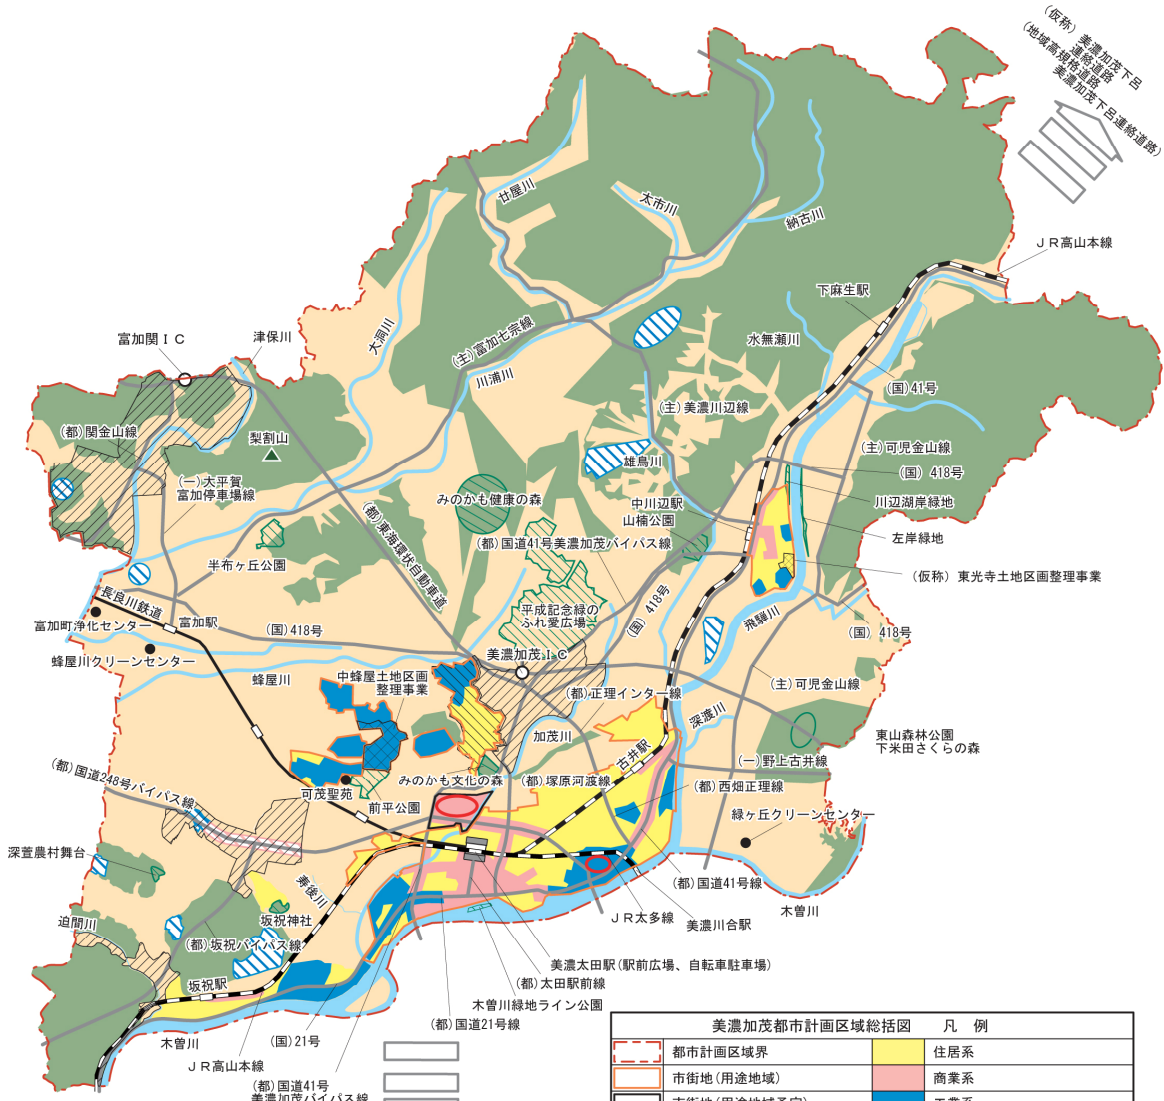 (仮称) 美濃加茂下呂
連絡道路
(地域高規格道路
美濃加茂下呂連絡道路)
廿屋川
太市川
納古川
JR高山本線
下麻生駅
富加関IC
津保川
大洞川
(主)富加七宗線
川浦川
水無瀬川
(国)41号
(都)関金山線
梨割山
(主)美濃川辺線
(主)可児金山線
(国) 418号
雄鳥川
(一)大平賀
富加停車場線
みのかも健康の森
中川辺駅
山楠公園
川辺湖岸緑地
左岸緑地
(都)東海環状自動車道
(都)国道41号美濃加茂バイパス線
半布ヶ丘公園
(仮称) 東光寺土地区画整理事業
長良川鉄道
富加駅
富加町浄化センター
(国)418号
平成記念緑の
ふれ愛広場
(国) 418号
飛騨川
(国) 418号
蜂屋川クリーンセンター
美濃加茂IC
蜂屋川
中蜂屋土地区画
整理事業
(都)正理インター線
(主)可児金山線
深渡川
加茂川
古井駅
東山森林公園
下米田さくらの森
(一)野上古井線
(都)国道248号バイパス線
みのかも文化の森
(都)塚原河渡線
(都)西畑正理線
可茂聖苑
前平公園
緑ヶ丘クリーンセンター
深萱農村舞台
寿後川
(都)国道41号線
坂祝神社
JR太多線
美濃川合駅
木曽川
迫間川
(都)坂祝バイパス線
美濃太田駅(駅前広場、自転車駐車場)
(都)太田駅前線
坂祝駅
木曽川緑地ライン公園
(都)国道21号線
木曽川
(国)21号
JR高山本線
(都)国道41号
美濃加茂バイパス線
美濃加茂都市計画区域総括図 凡 例
都市計画区域界 住居系
市街地(用途地域) 商業系
市街地(用途地域予定) 工業系